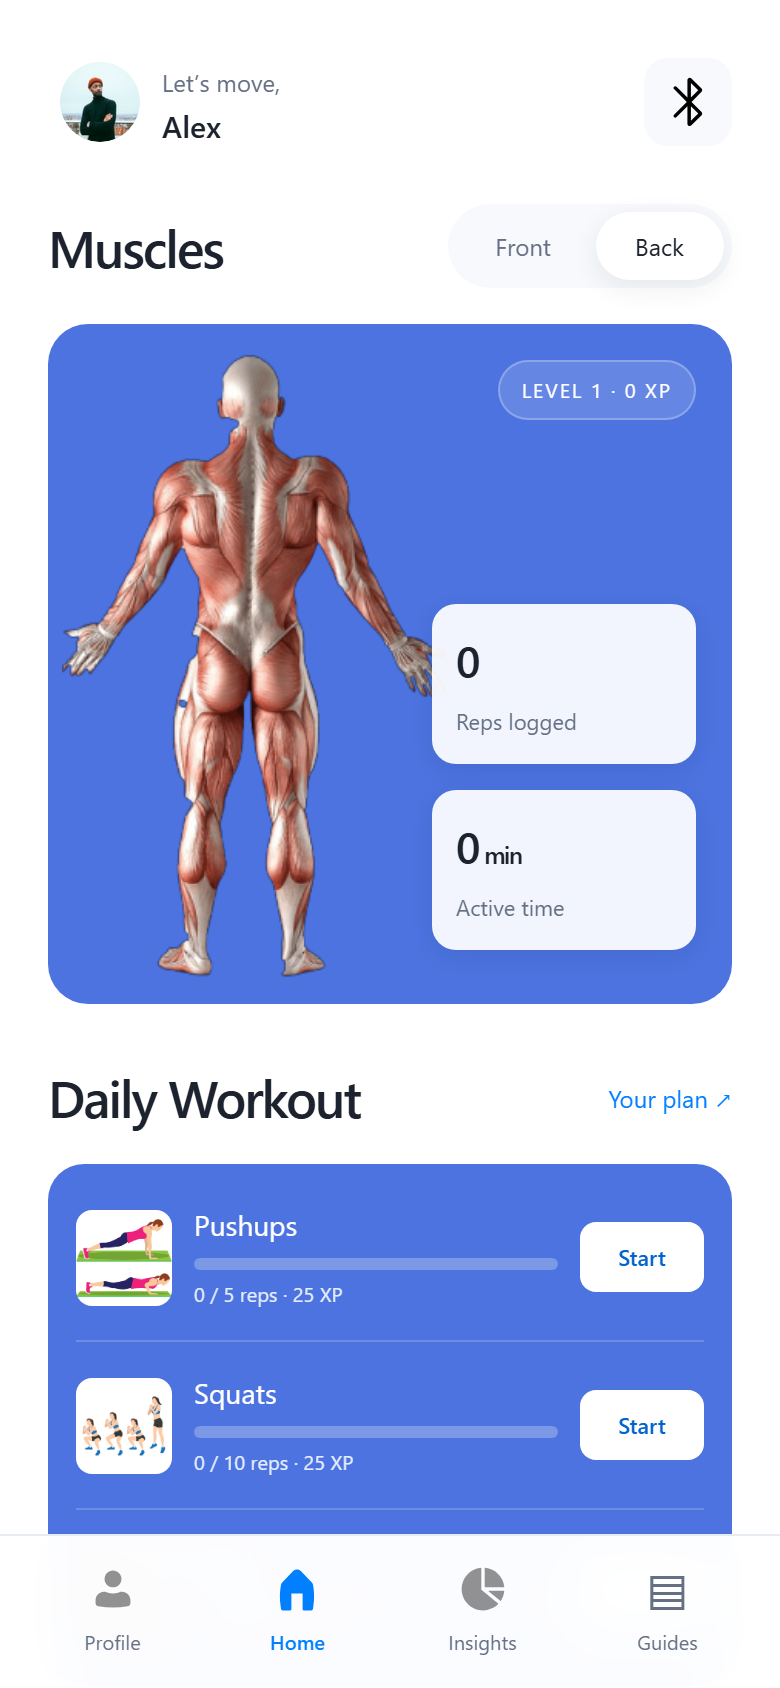 Let’s move,
Alex
Muscles
Front
Back
LEVEL 1 · 0 XP
0
Reps logged
0 min
Active time
Daily Workout
Your plan ↗
Pushups
0 / 5 reps · 25 XP
Start
Squats
0 / 10 reps · 25 XP
Start
Profile
Home
Insights
Guides